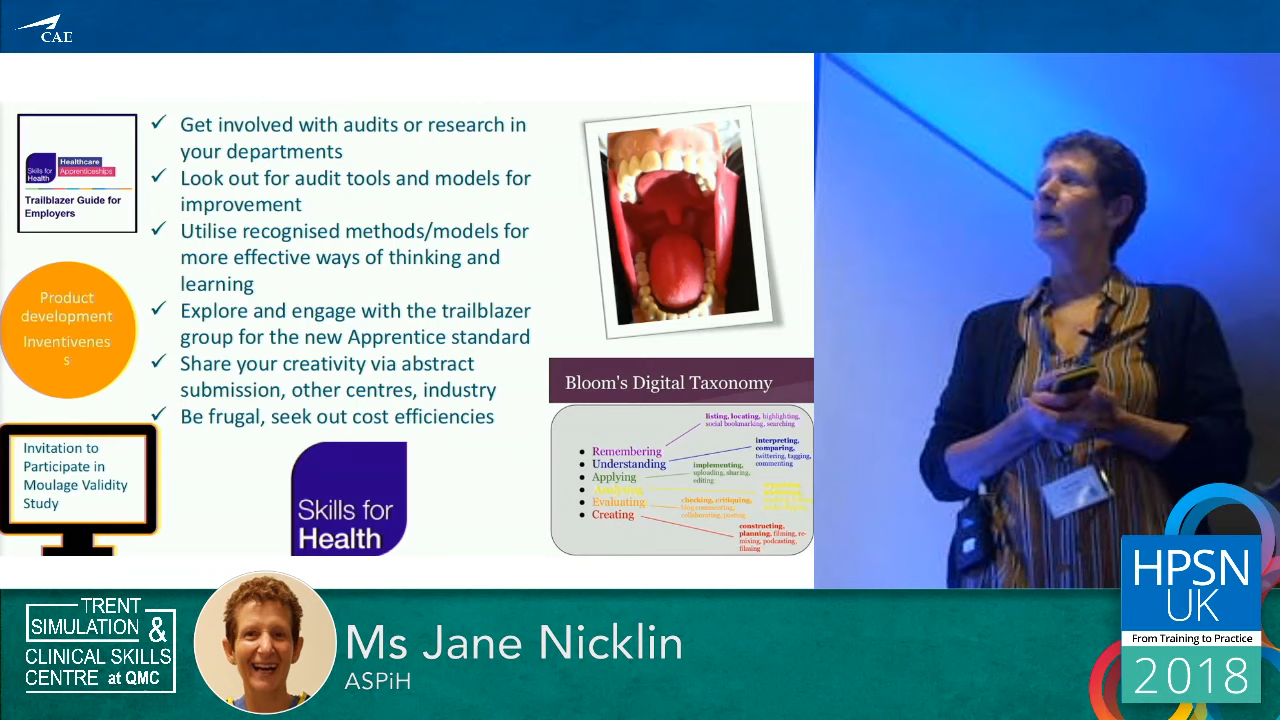 CAE
Skills for
Health
Healthcare
Apprenticeships
Trailblazer Guide for
Employers
✓ Get involved with audits or research in
your departments
✓ Look out for audit tools and models for
improvement
✓ Utilise recognised methods/models for
more effective ways of thinking and
learning
✓ Explore and engage with the trailblazer
group for the new Apprentice standard
✓ Share your creativity via abstract
submission, other centres, industry
✓ Be frugal, seek out cost efficiencies
Product
development
Inventivenes
s
Invitation to
Participate in
Moulage Validity
Study
Skills for
Health
Bloom's Digital Taxonomy
• Remembering
• Understanding
• Applying
• Analyzing
• Evaluating
• Creating
listing, locating, highlighting,
social bookmarking, searching
interpreting,
comparing,
twittering, tagging,
commenting
implementing,
uploading, sharing,
editing
checking, critiquing,
blog commenting,
collaborating, posting
constructing,
planning, filming, re-
mixing, podcasting,
filming
TRENT
SIMULATION &
CLINICAL SKILLS
CENTRE at QMC
Ms Jane Nicklin
ASPiH
HPSN
UK
From Training to Practice
2018